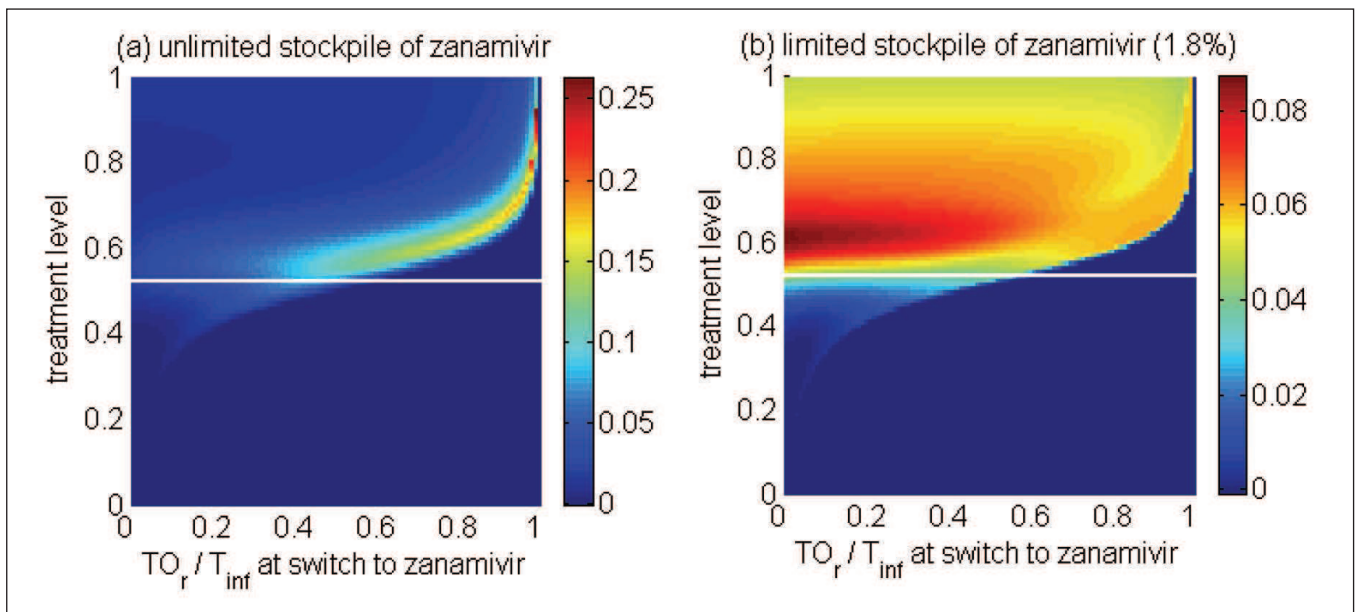 (a) unlimited stockpile of zanamivir
1
0.8
0.6
0.4
0.2
0
treatment level
0 0.2 0.4 0.6 0.8 1
TO_r / T_inf at switch to zanamivir
0.25
0.2
0.15
0.1
0.05
0
(b) limited stockpile of zanamivir (1.8%)
1
0.8
0.6
0.4
0.2
0
treatment level
0 0.2 0.4 0.6 0.8 1
TO_r / T_inf at switch to zanamivir
0.08
0.06
0.04
0.02
0